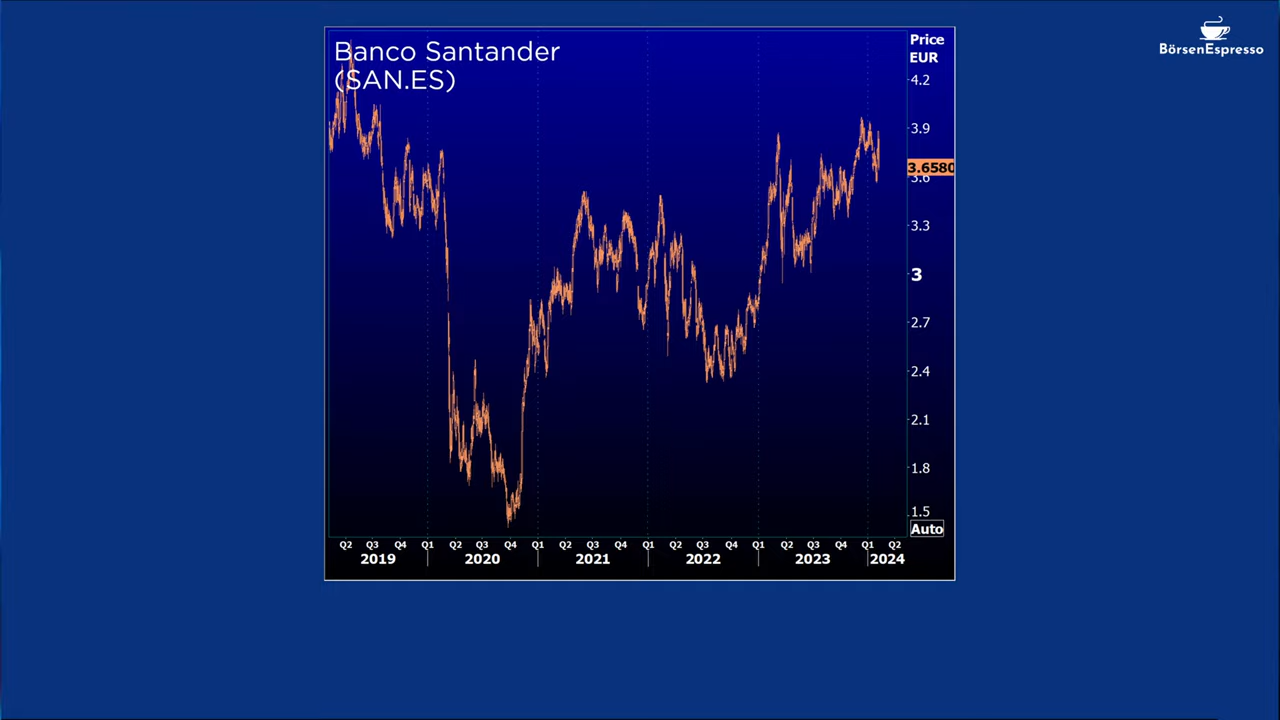 BörsenEspresso
Banco Santander
(SAN.ES)
Price
EUR
4.2
3.9
3.6580
3.6
3.3
3
2.7
2.4
2.1
1.8
1.5
Auto
Q2 Q3 Q4 Q1 Q2 Q3 Q4 Q1 Q2 Q3 Q4 Q1 Q2 Q3 Q4 Q1 Q2 Q3 Q4 Q1 Q2
2019 2020 2021 2022 2023 2024